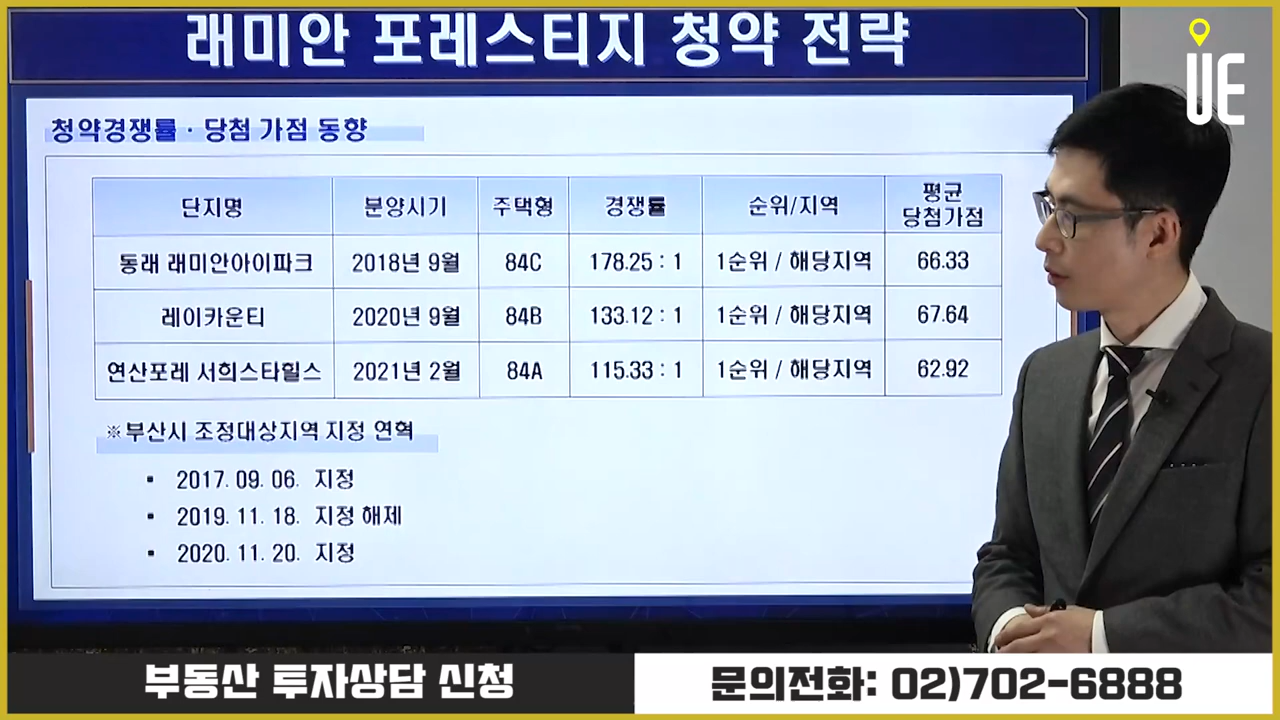 래미안 포레스티지 청약 전략
UE
청약경쟁률 · 당첨 가점 동향
단지명 분양시기 주택형 경쟁률 순위/지역 평균 당첨가점
동래 래미안아이파크 2018년 9월 84C 178.25 : 1 1순위 / 해당지역 66.33
레이카운티 2020년 9월 84B 133.12 : 1 1순위 / 해당지역 67.64
연산포레 서희스타힐스 2021년 2월 84A 115.33 : 1 1순위 / 해당지역 62.92
※부산시 조정대상지역 지정 연혁
▪ 2017. 09. 06. 지정
▪ 2019. 11. 18. 지정 해제
▪ 2020. 11. 20. 지정
부동산 투자상담 신청
문의전화: 02)702-6888